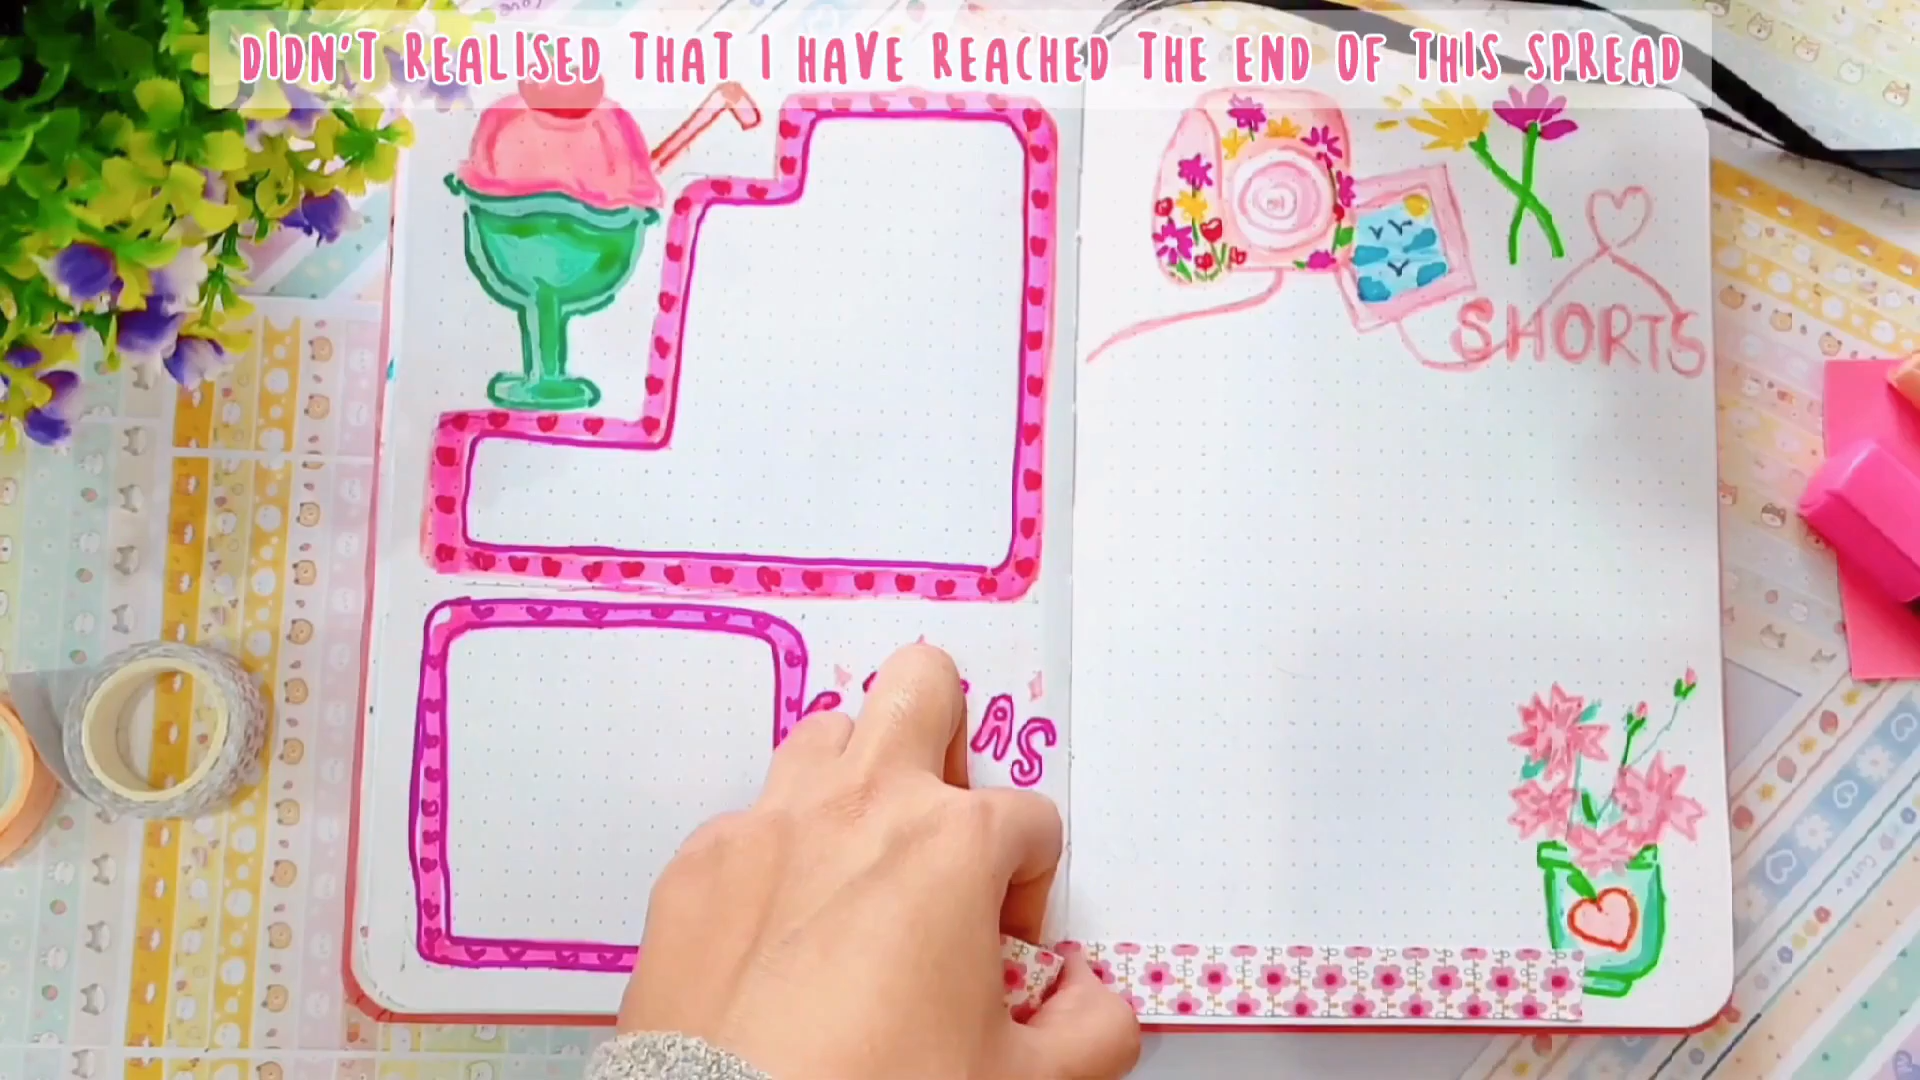 DIDN'T REALISED THAT I HAVE REACHED THE END OF THIS SPREAD
SHORTS